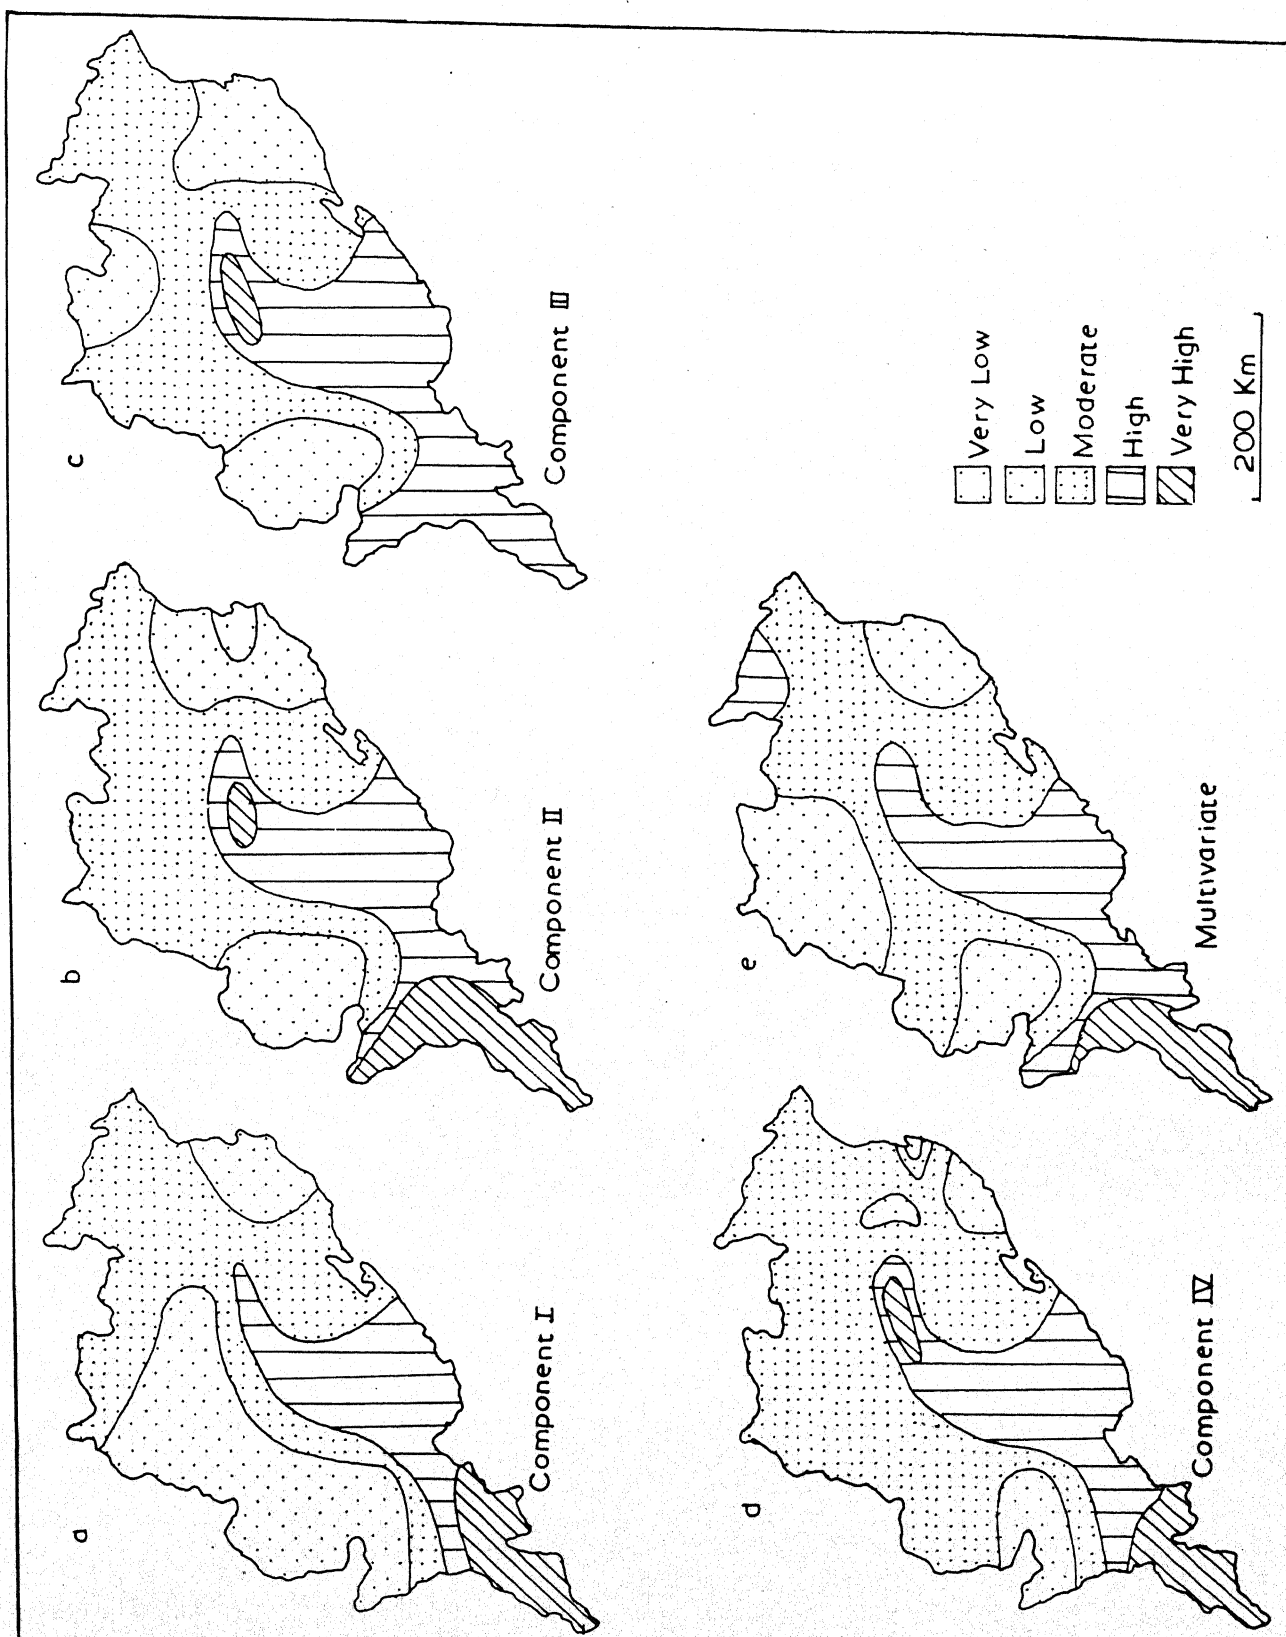 a
Component I
b
Component II
c
Component III
d
Component IV
e
Multivariate
Very Low
Low
Moderate
High
Very High
200 Km